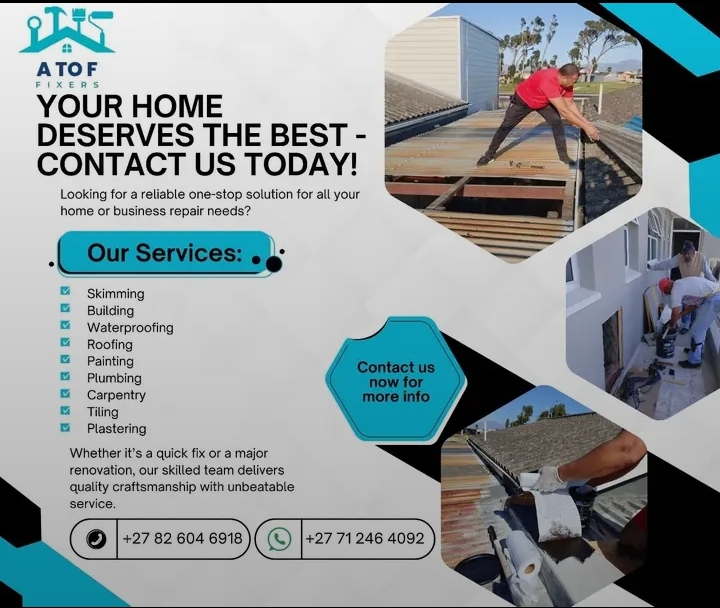 A TO F
FIXERS
YOUR HOME
DESERVES THE BEST -
CONTACT US TODAY!
Looking for a reliable one-stop solution for all your
home or business repair needs?
Our Services:
Skimming
Building
Waterproofing
Roofing
Painting
Plumbing
Carpentry
Tiling
Plastering
Contact us
now for
more info
Whether it's a quick fix or a major
renovation, our skilled team delivers
quality craftsmanship with unbeatable
service.
+27 82 604 6918
+27 71 246 4092